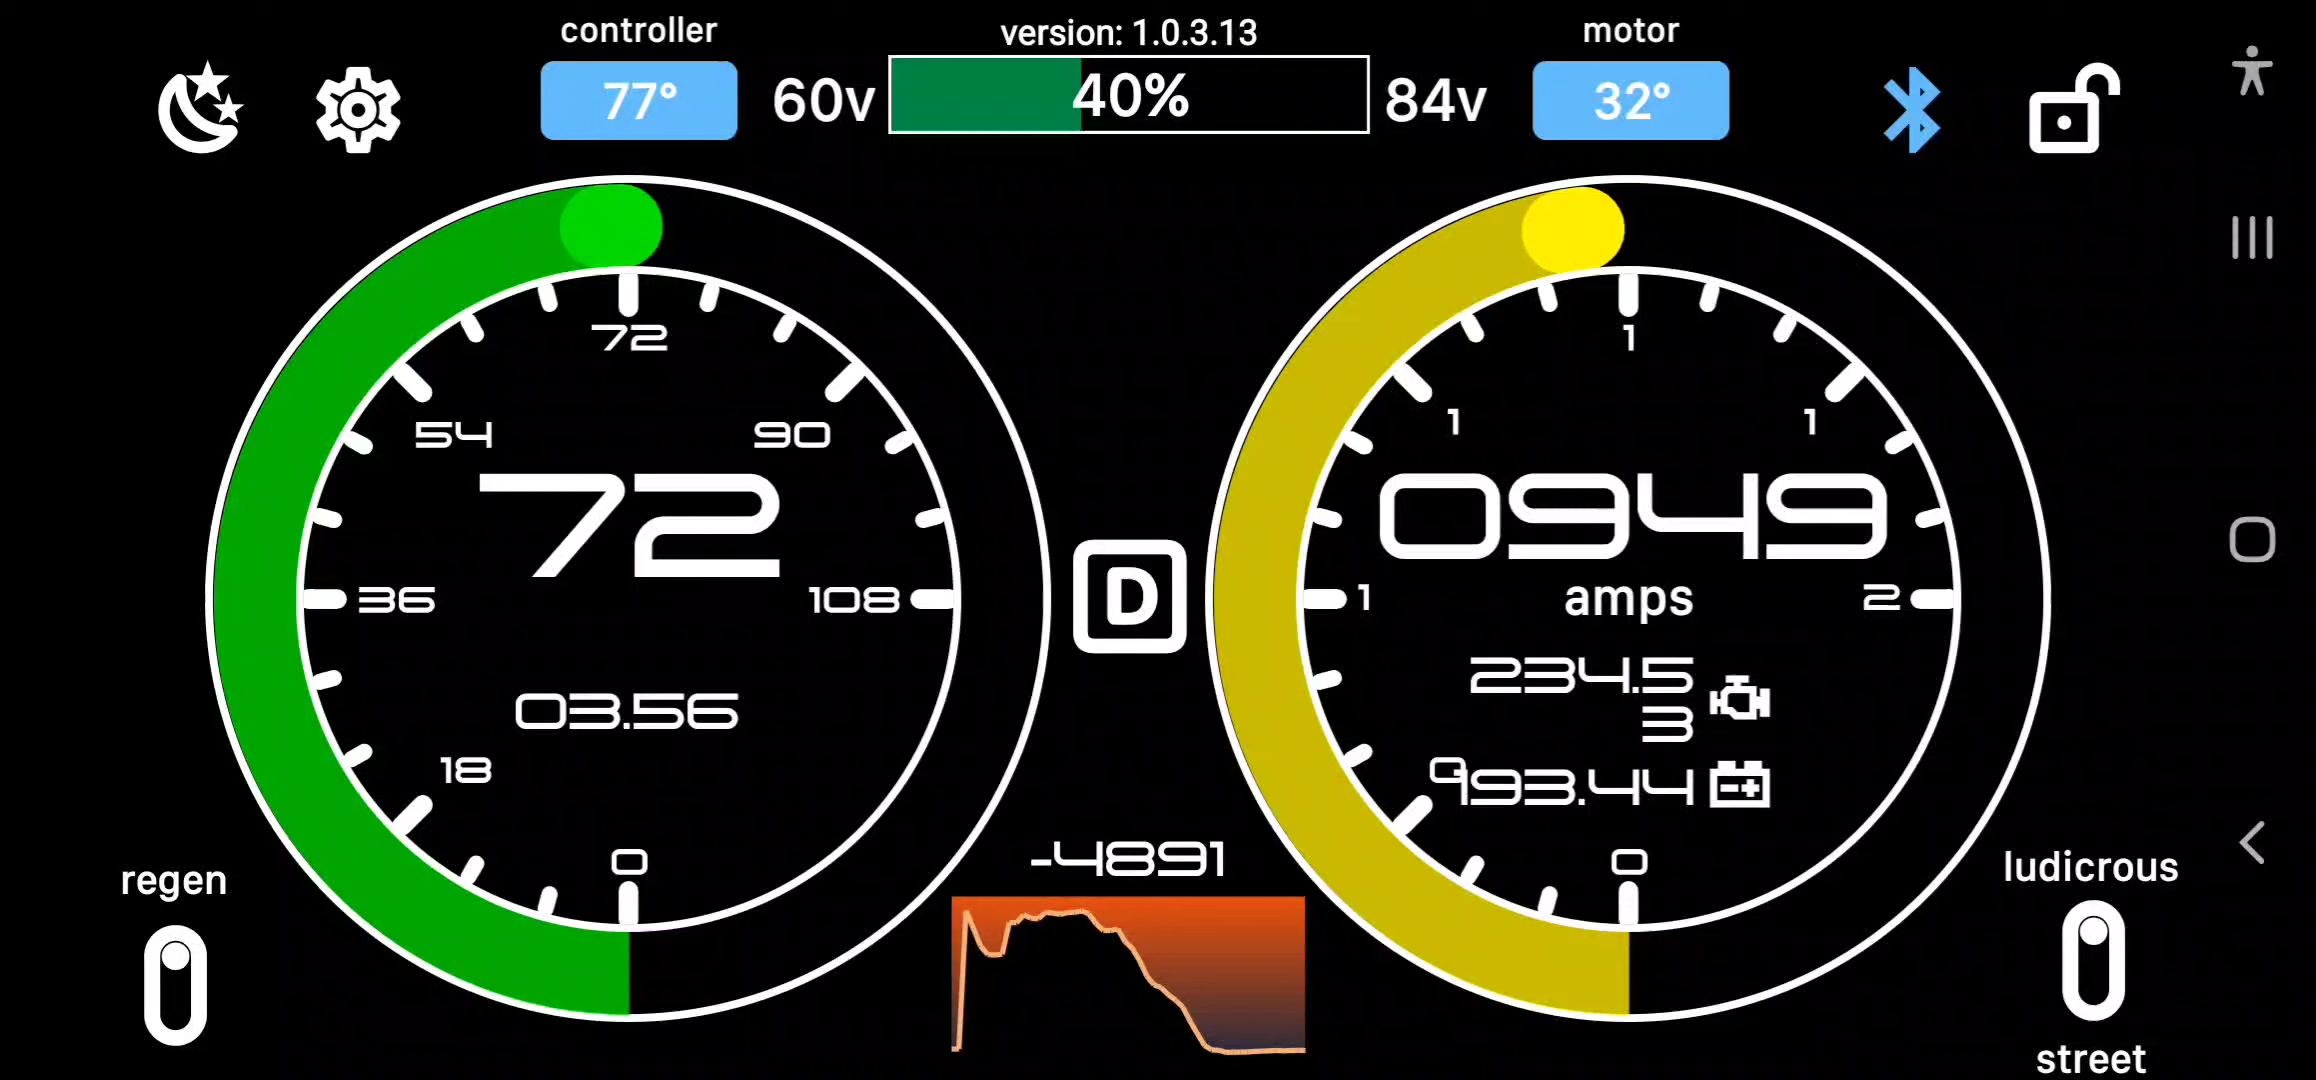 controller
version: 1.0.3.13
motor
77°
60v
40%
84v
32°
72
54
90
72
36
108
03.56
18
0
D
1
1
1
0949
1
amps
2
234.5
3
993.44
0
0
-4891
regen
ludicrous
street